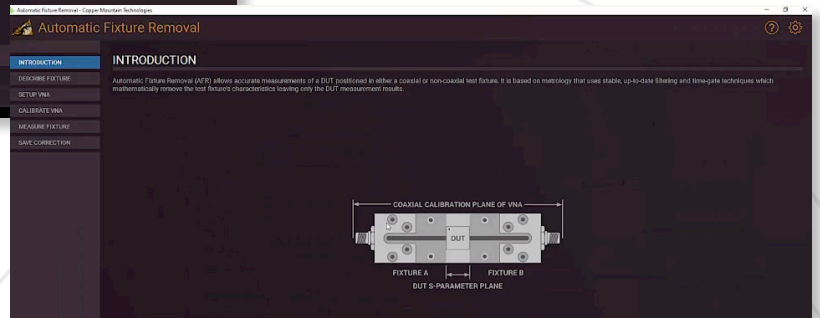 Automatic Fixture Removal - Copper Mountain Technologies
Automatic Fixture Removal
INTRODUCTION
DESCRIBE FIXTURE
SETUP VNA
CALIBRATE VNA
MEASURE FIXTURE
SAVE CORRECTION
INTRODUCTION
Automatic Fixture Removal (AFR) allows accurate measurements of a DUT positioned in either a coaxial or non-coaxial test fixture. It is based on metrology that uses stable, up-to-date filtering and time-gate techniques which
mathematically remove the test fixture's characteristics leaving only the DUT measurement results.
COAXIAL CALIBRATION PLANE OF VNA
DUT
FIXTURE A
FIXTURE B
DUT S-PARAMETER PLANE